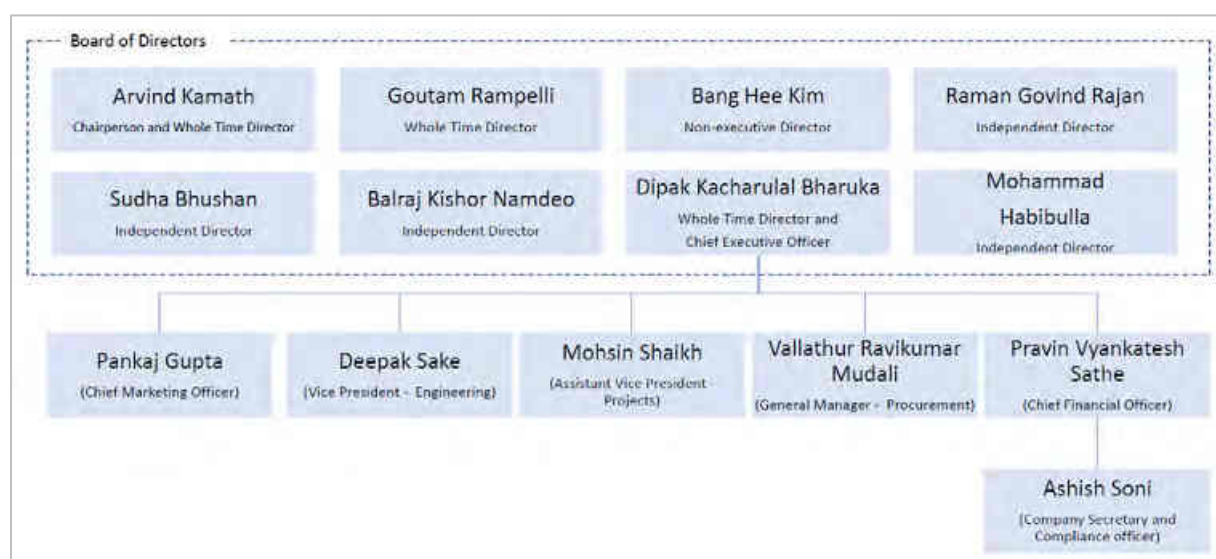 Board of Directors
Arvind Kamath
Chairperson and Whole Time Director
Goutam Rampelli
Whole Time Director
Bang Hee Kim
Non-executive Director
Raman Govind Rajan
Independent Director
Sudha Bhushan
Independent Director
Balraj Kishor Namdeo
Independent Director
Dipak Kacharulal Bharuka
Whole Time Director and
Chief Executive Officer
Mohammad
Habibulla
Independent Director
Pankaj Gupta
(Chief Marketing Officer)
Deepak Sake
(Vice President - Engineering)
Mohsin Shaikh
(Assistant Vice President -
Projects)
Vallathur Ravikumar
Mudali
(General Manager - Procurement)
Pravin Vyankatesh
Sathe
(Chief Financial Officer)
Ashish Soni
(Company Secretary and
Compliance officer)